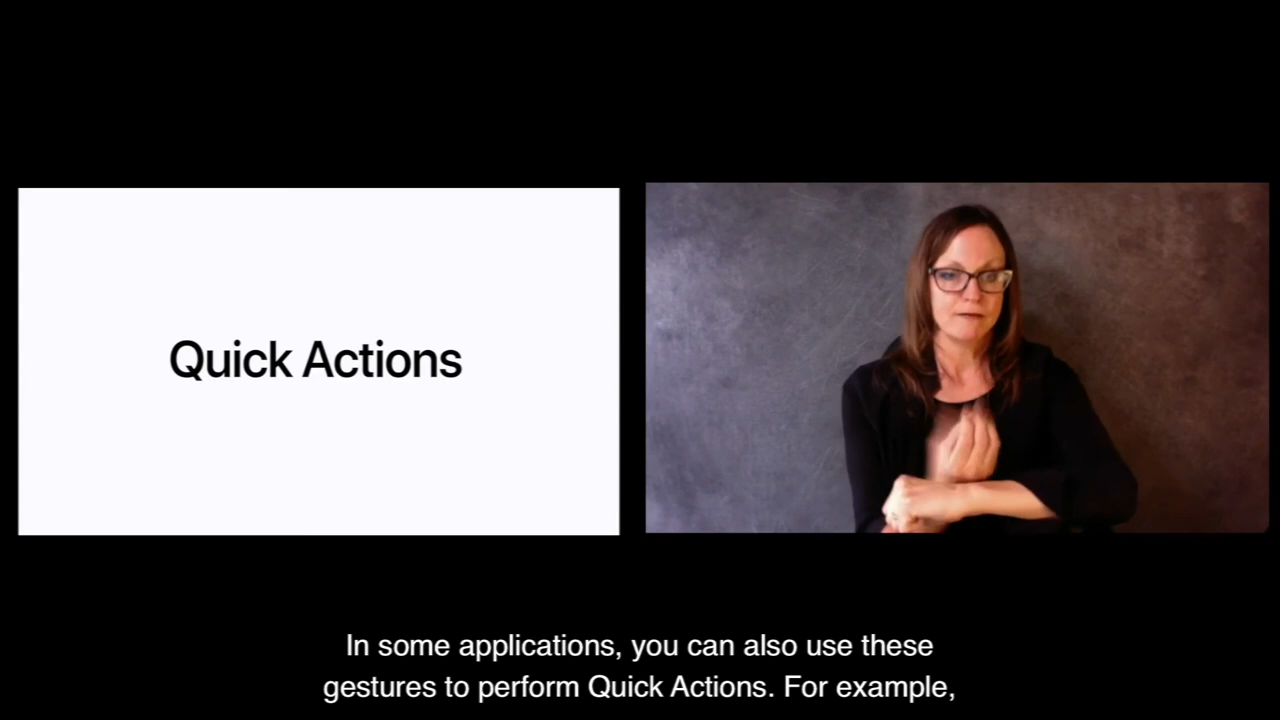 Quick Actions
In some applications, you can also use these
gestures to perform Quick Actions. For example,